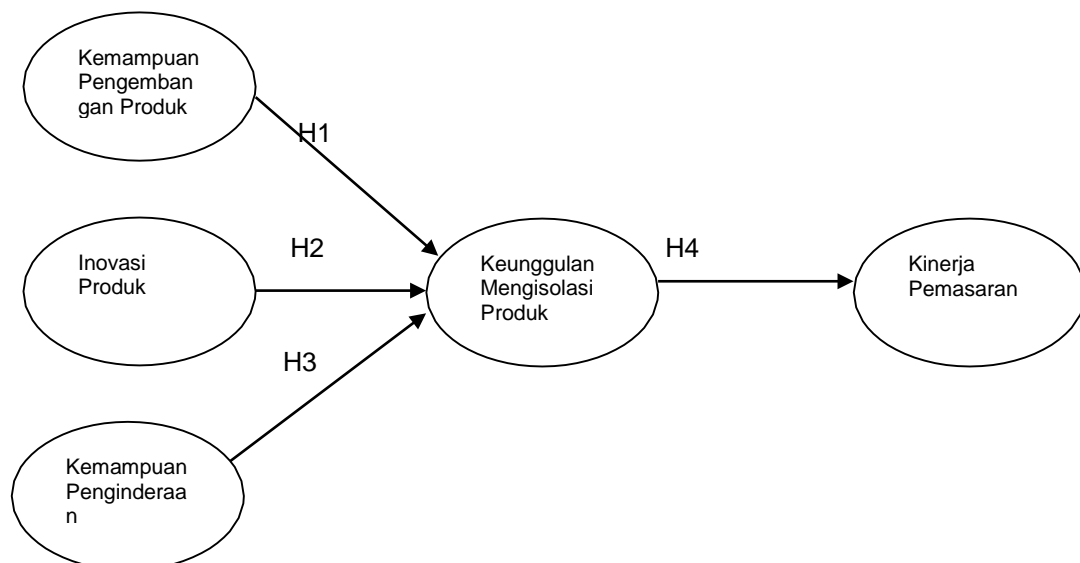 Kemampuan
Pengemban
gan Produk
H1
Inovasi
Produk
H2
Keunggulan
Mengisolasi
Produk
H4
Kinerja
Pemasaran
H3
Kemampuan
Penginderaa
n